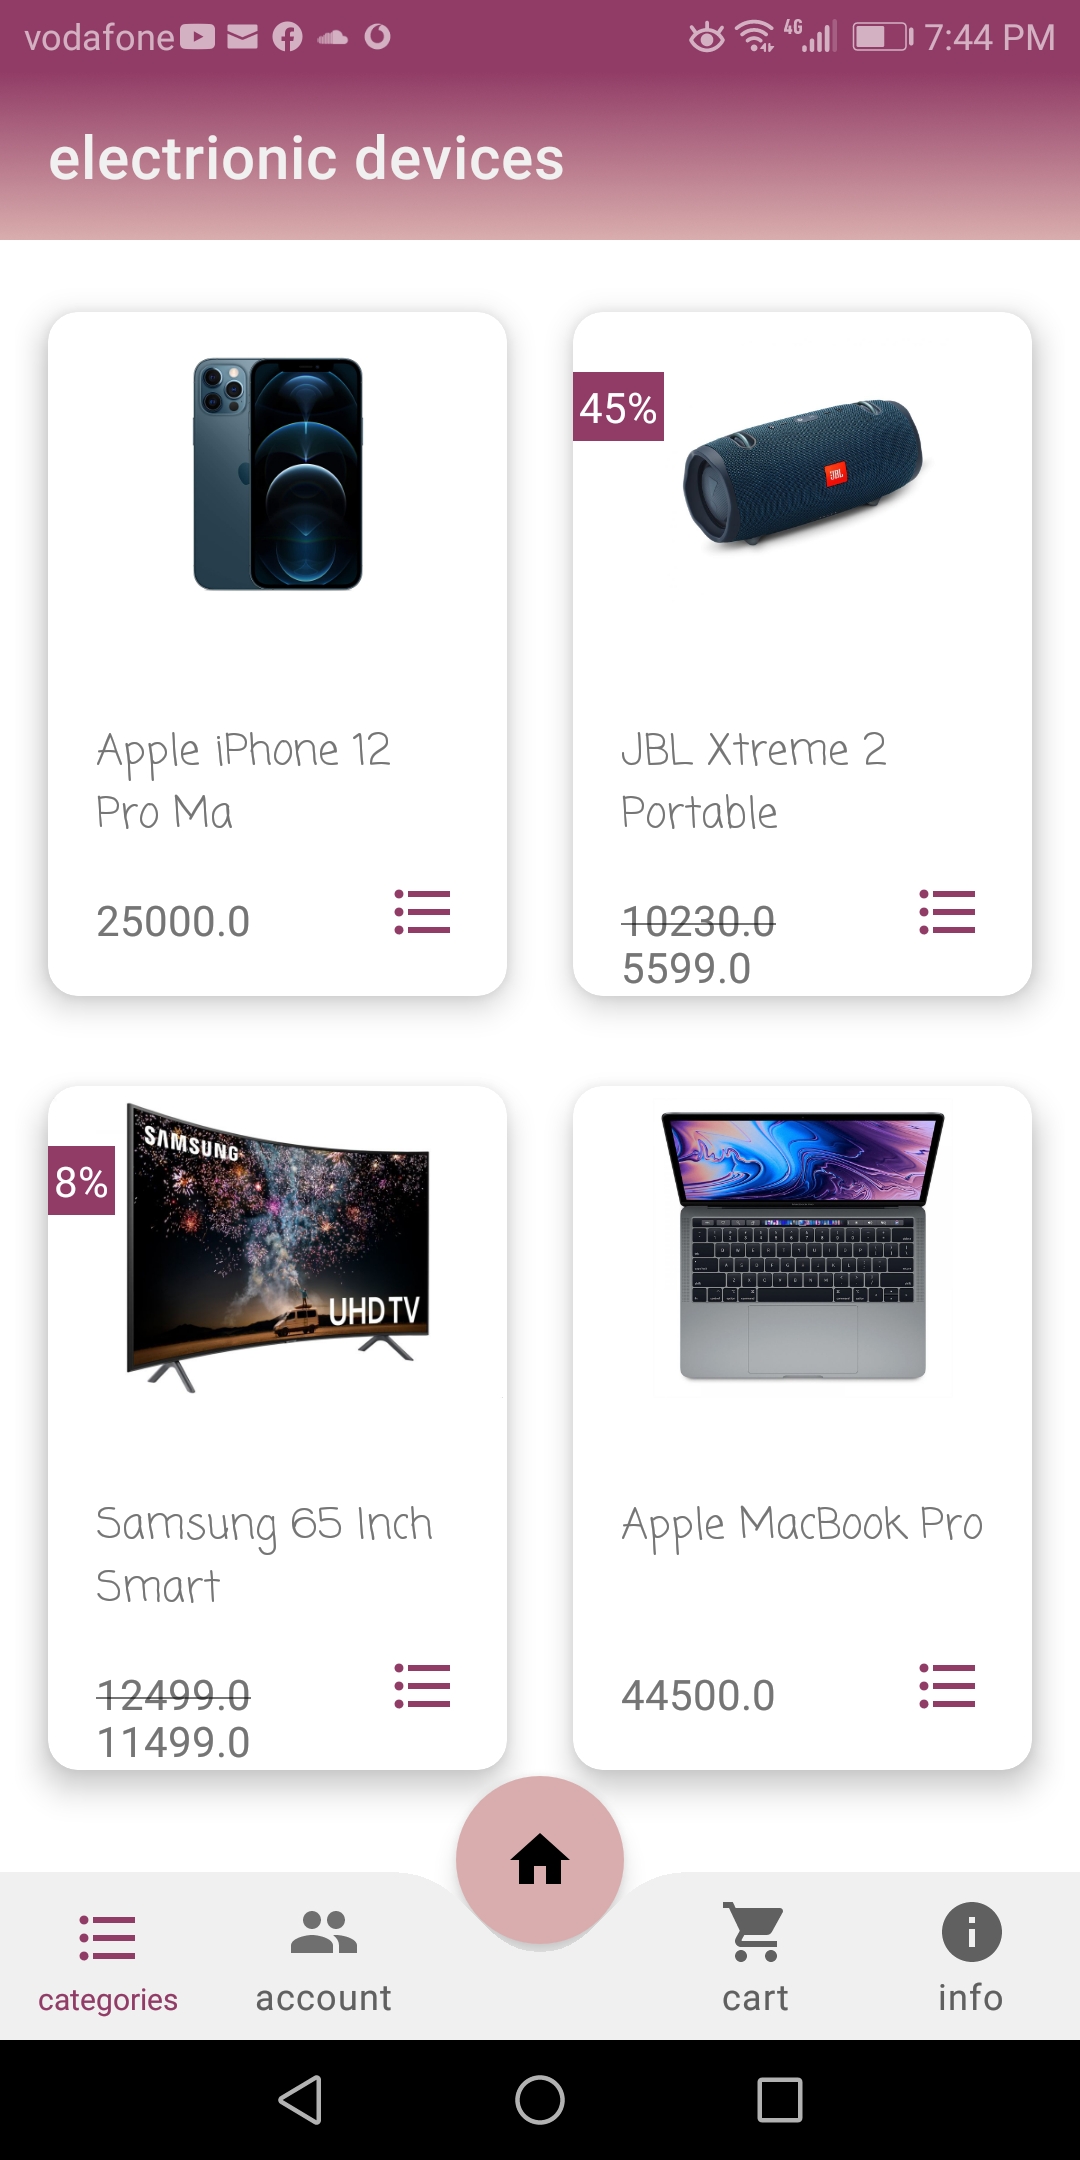 vodafone 4G 7:44 PM
electrionic devices
45%
JBL
Apple iPhone 12
Pro Ma
25000.0
JBL Xtreme 2
Portable
10230.0
5599.0
8%
SAMSUNG
UHD TV
Samsung 65 Inch
Smart
12499.0
11499.0
Apple MacBook Pro
44500.0
categories
account
cart
info